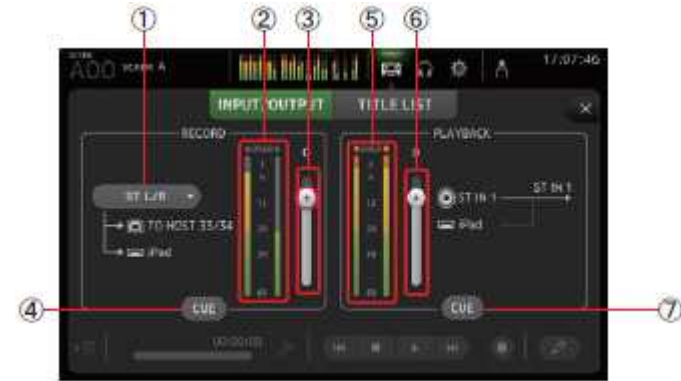 ① ② ③ ⑤ ⑥
SCENE
A00 scene A
17:07:46
INPUT/OUTPUT TITLE LIST
RECORD PLAYBACK
ST L/R
TO HOST 33/34
iPad
ST IN 1
ST IN 1
iPad
④ CUE CUE ⑦
00:00:00